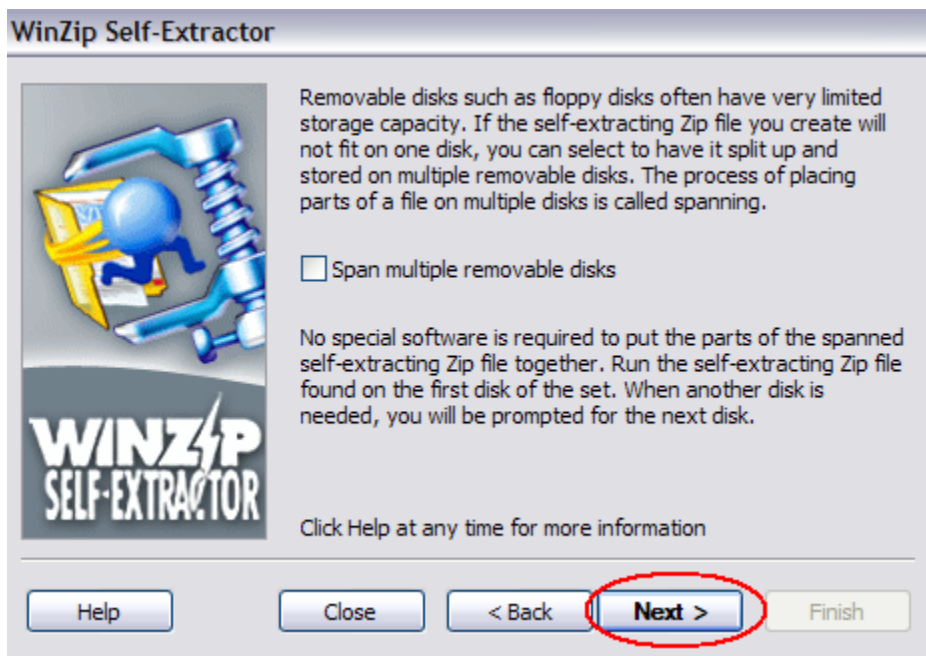 WinZip Self-Extractor
Removable disks such as floppy disks often have very limited
storage capacity. If the self-extracting Zip file you create will
not fit on one disk, you can select to have it split up and
stored on multiple removable disks. The process of placing
parts of a file on multiple disks is called spanning.
Span multiple removable disks
No special software is required to put the parts of the spanned
self-extracting Zip file together. Run the self-extracting Zip file
found on the first disk of the set. When another disk is
needed, you will be prompted for the next disk.
WINZIP
SELF-EXTRACTOR
Click Help at any time for more information
Help Close < Back Next > Finish